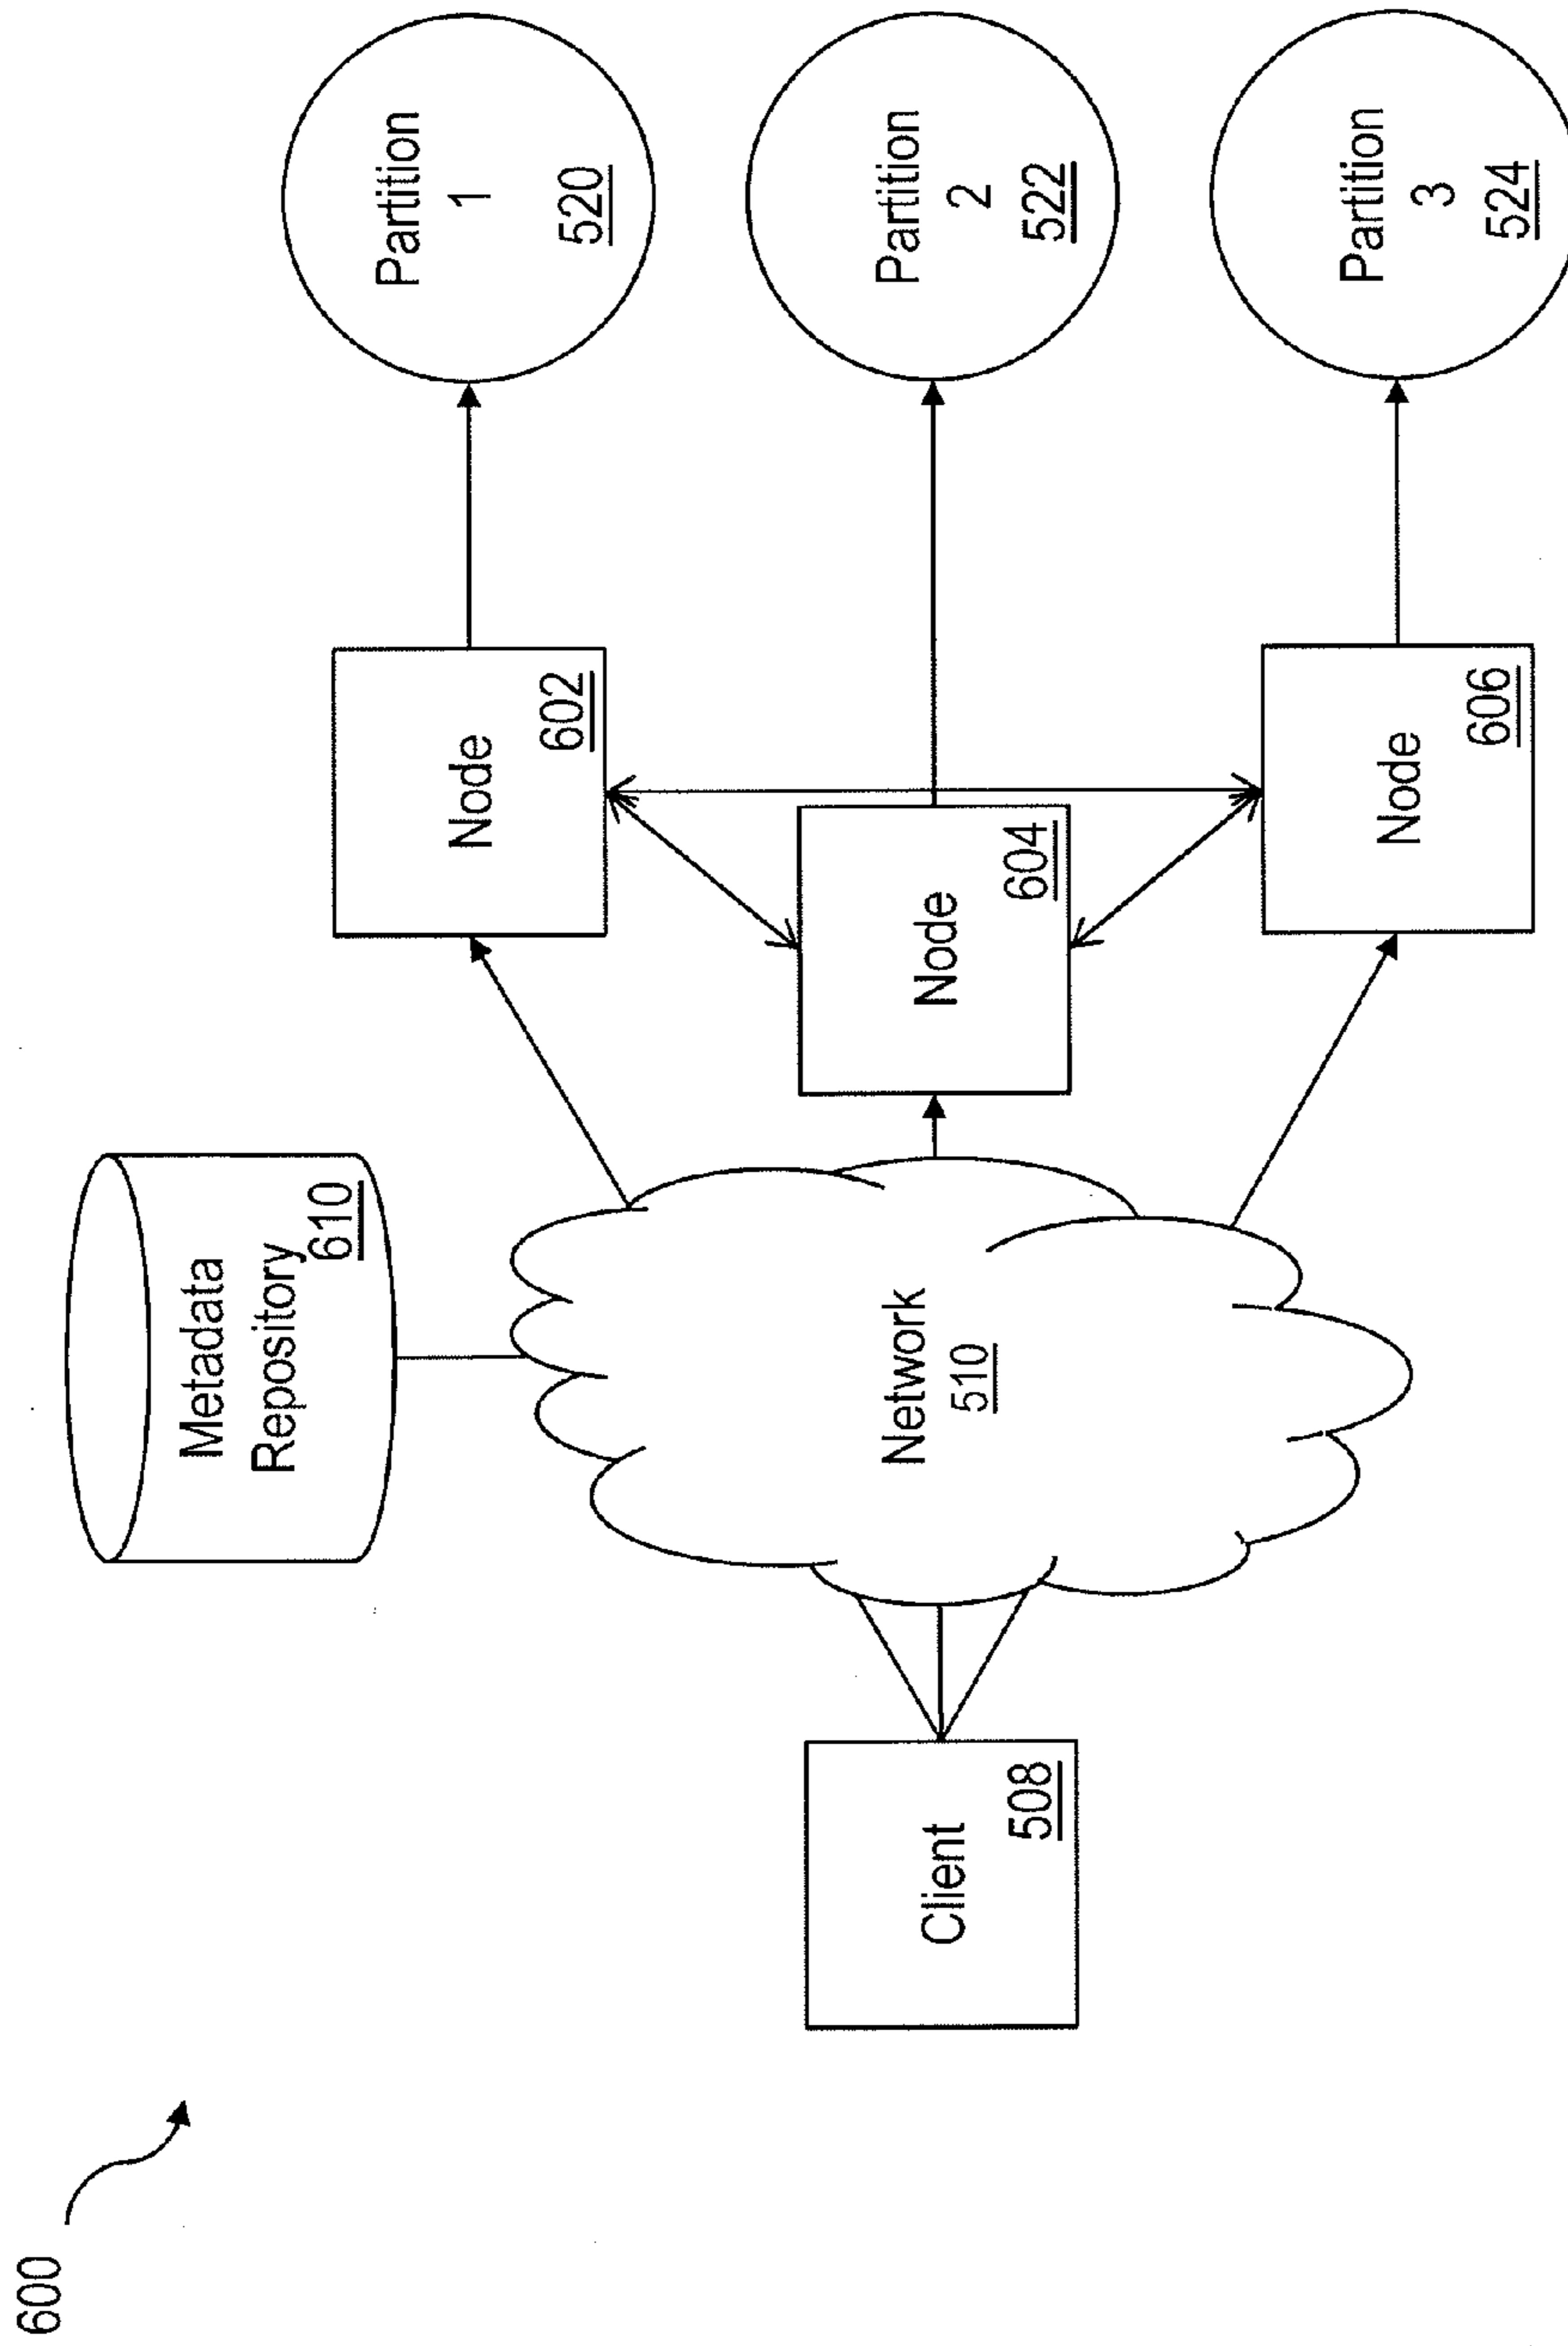 600
Metadata
Repository
610
Client
508
Network
510
Node
602
Node
604
Node
606
Partition
1
520
Partition
2
522
Partition
3
524